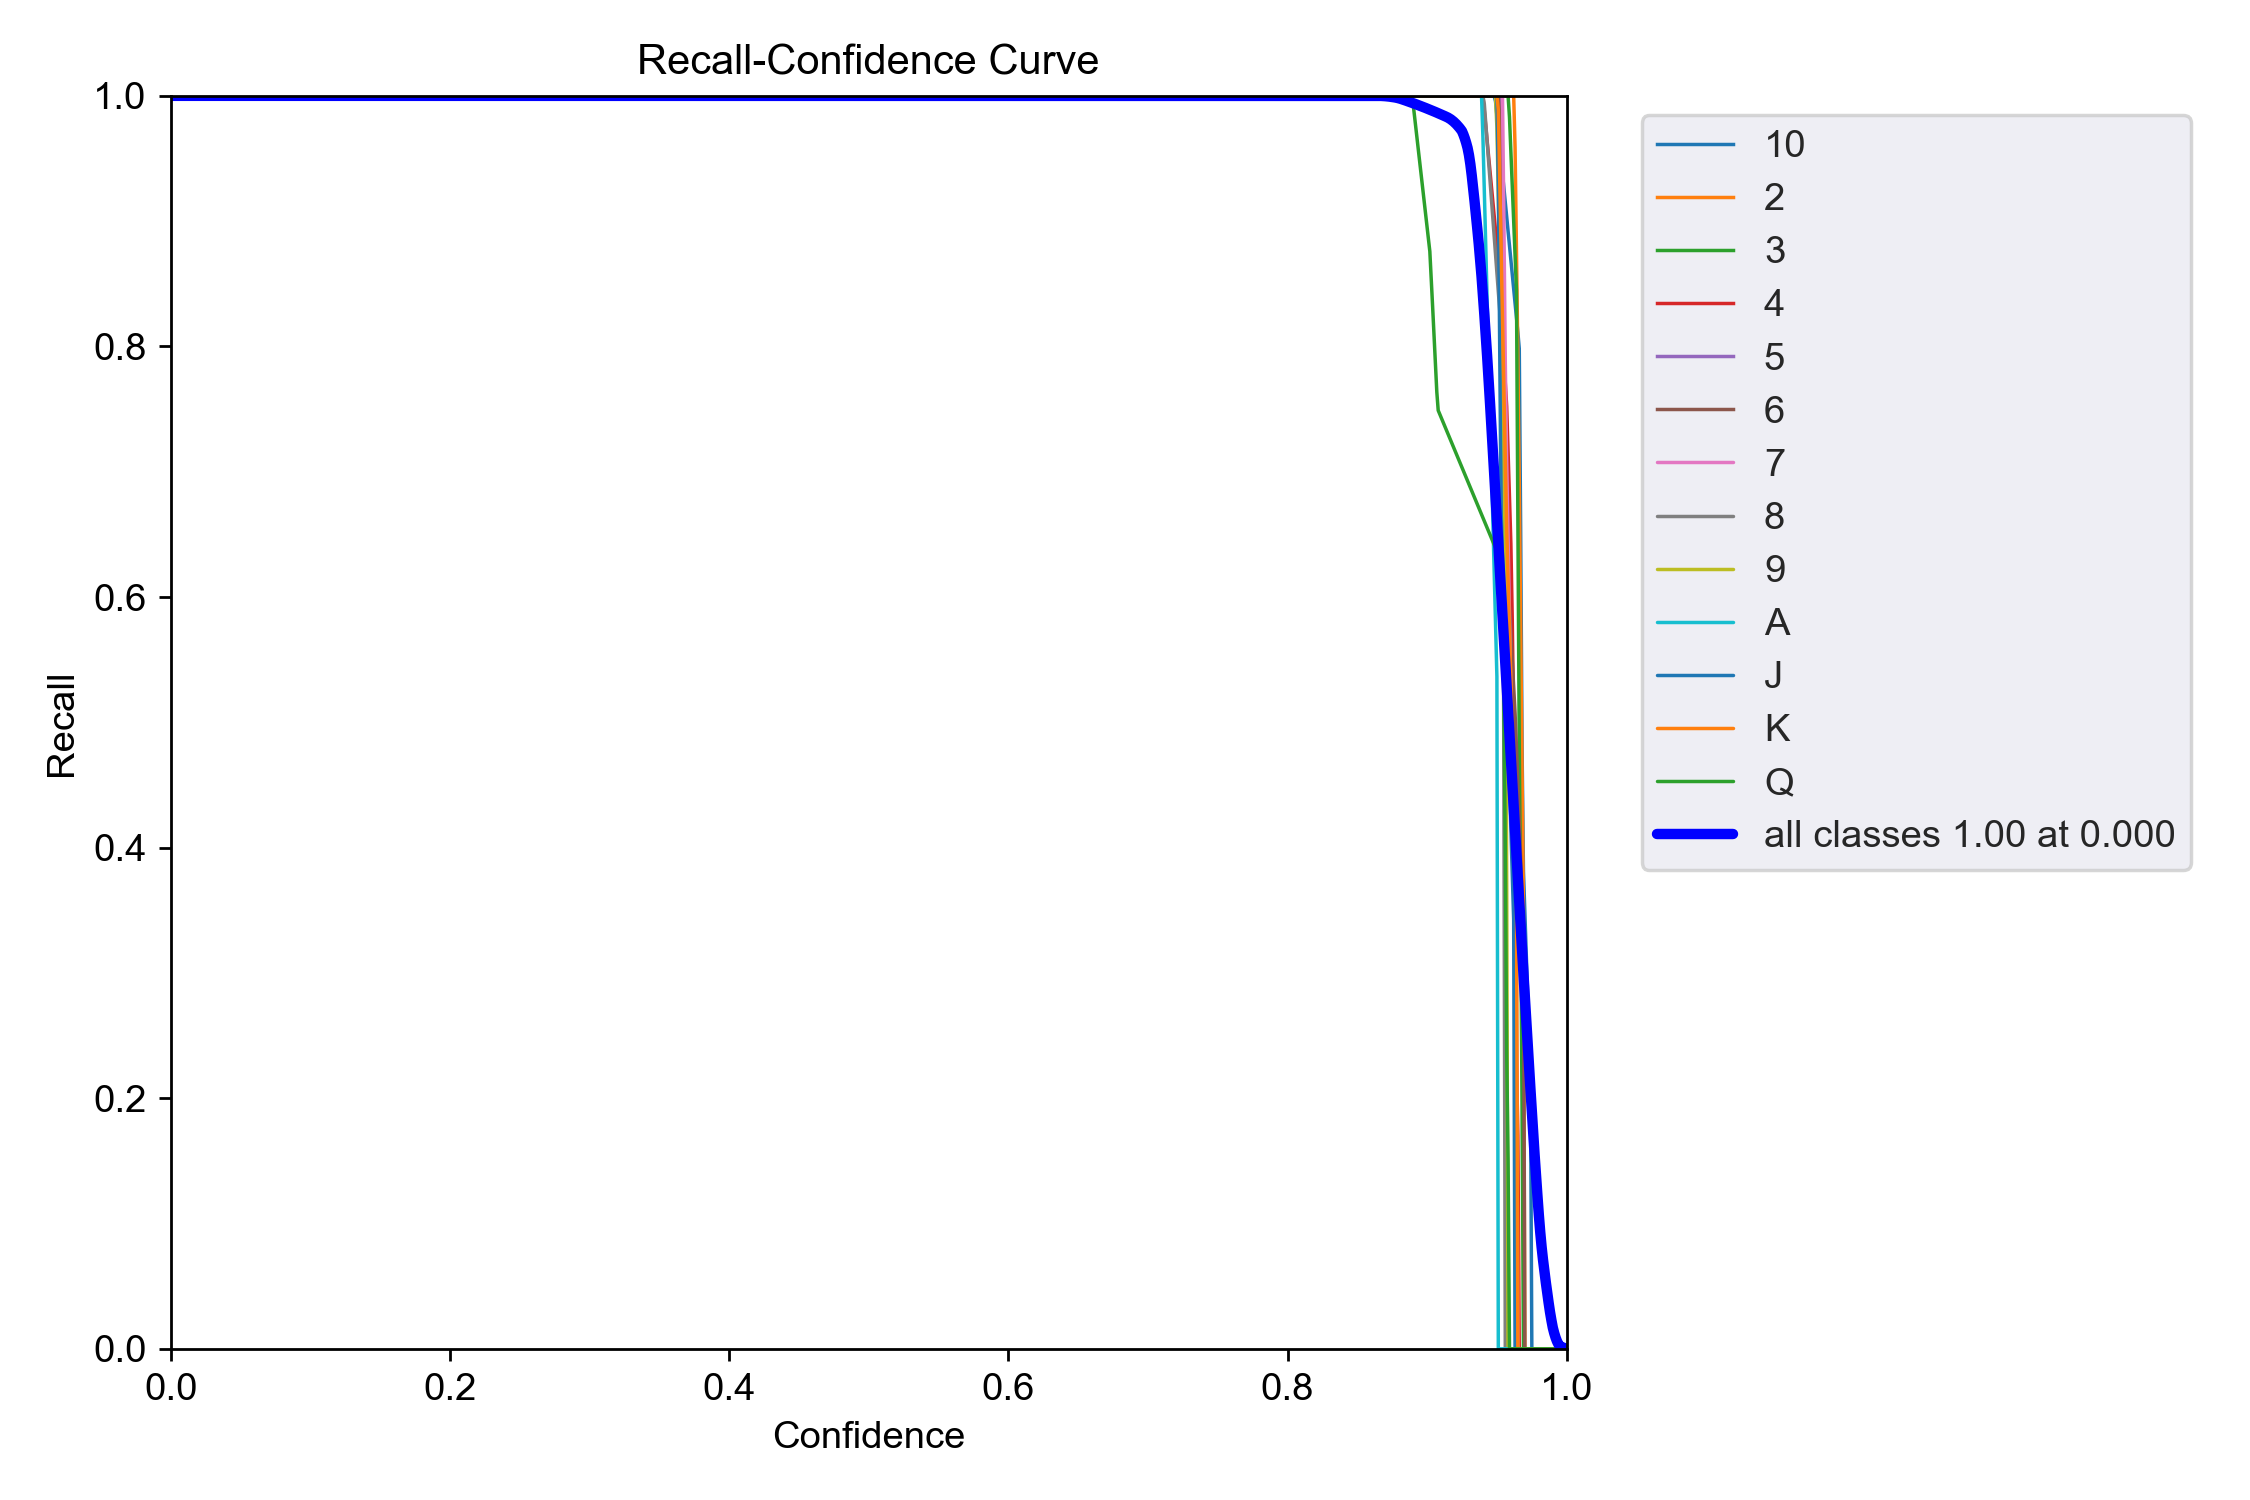 Recall-Confidence Curve
1.0
0.8
0.6
0.4
0.2
0.0
Recall
0.0 0.2 0.4 0.6 0.8 1.0
Confidence
10
2
3
4
5
6
7
8
9
A
J
K
Q
all classes 1.00 at 0.000